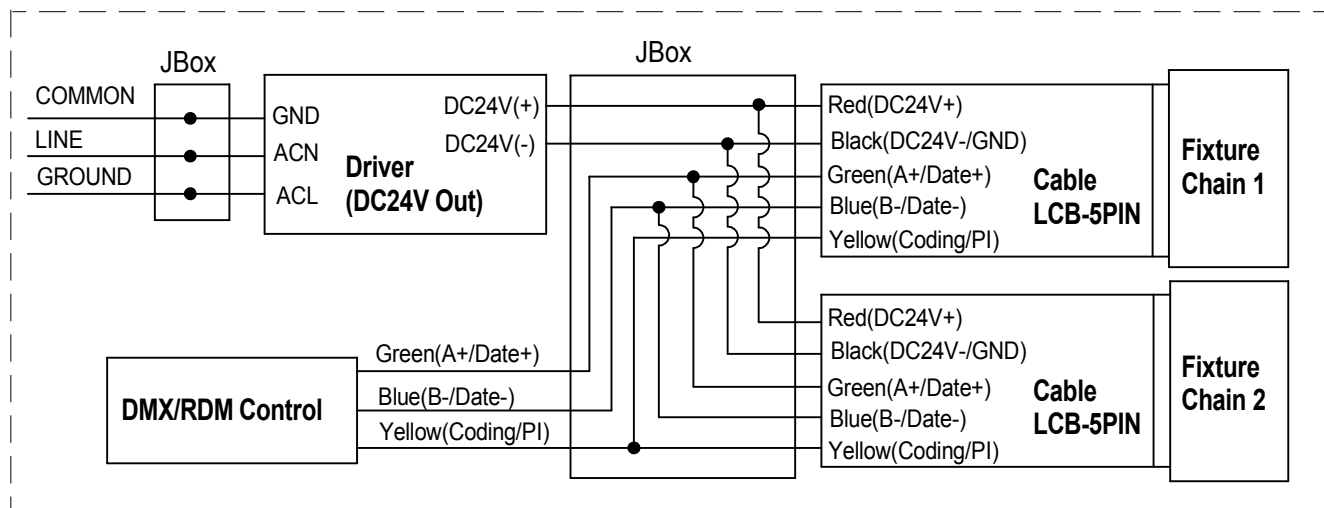 JBox
COMMON
LINE
GROUND
GND
ACN
ACL
Driver
(DC24V Out)
DC24V(+)
DC24V(-)
JBox
Red(DC24V+)
Black(DC24V-/GND)
Green(A+/Date+)
Blue(B-/Date-)
Yellow(Coding/PI)
Cable
LCB-5PIN
Fixture
Chain 1
DMX/RDM Control
Green(A+/Date+)
Blue(B-/Date-)
Yellow(Coding/PI)
Red(DC24V+)
Black(DC24V-/GND)
Green(A+/Date+)
Blue(B-/Date-)
Yellow(Coding/PI)
Cable
LCB-5PIN
Fixture
Chain 2